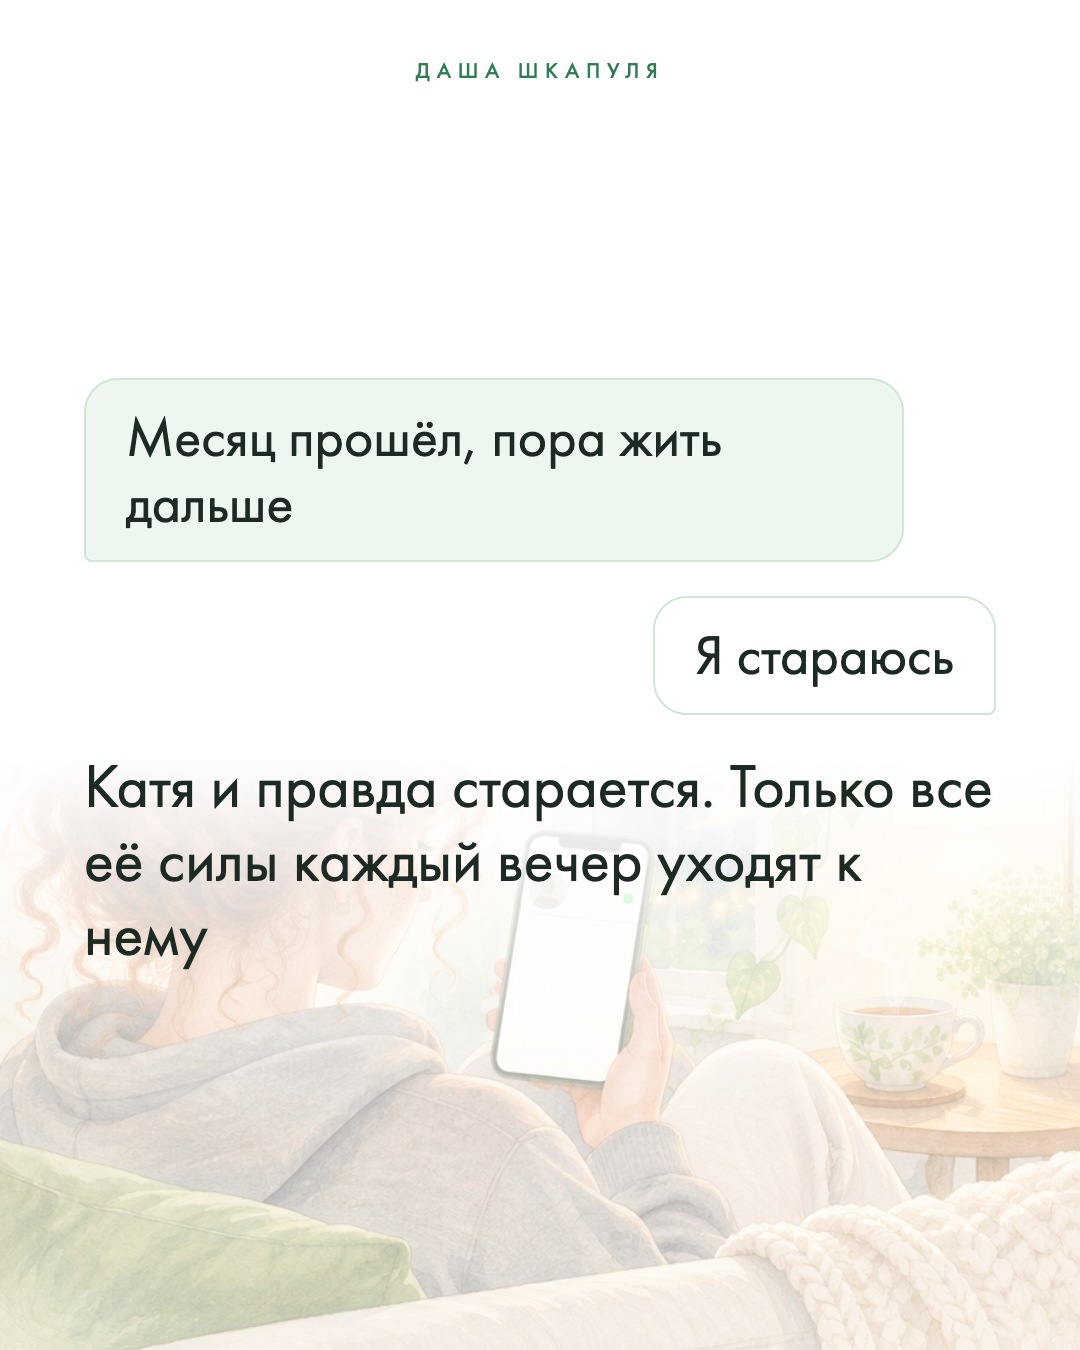 ДАША ШКАПУЛЯ
Месяц прошёл, пора жить
дальше
Я стараюсь
Катя и правда старается. Только все
её силы каждый вечер уходят к
нему